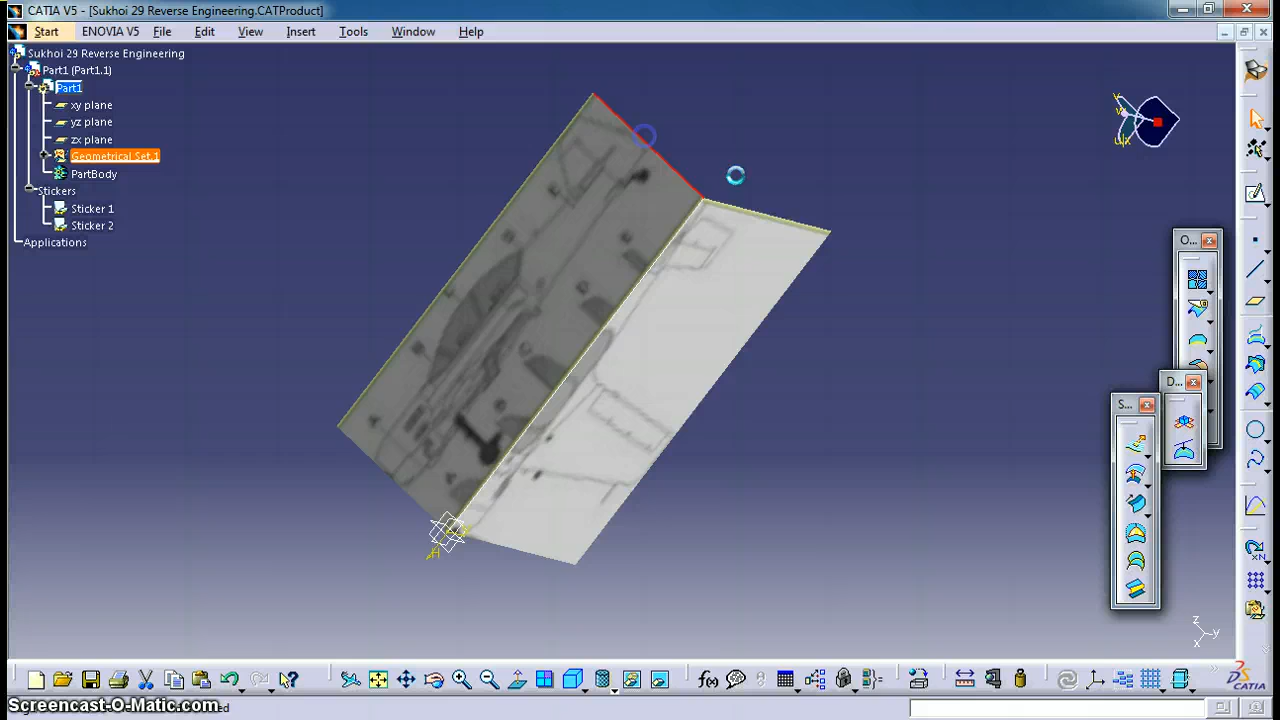 CATIA V5 - [Sukhoi 29 Reverse Engineering.CATProduct]
Start ENOVIA V5 File Edit View Insert Tools Window Help
Sukhoi 29 Reverse Engineering
Part1 (Part1.1)
Part1
xy plane
yz plane
zx plane
Geometrical Set.1
PartBody
Stickers
Sticker 1
Sticker 2
Applications
O...
D...
S...
H
z
y
x
f(x)
CATIA
Screencast-O-Matic.com